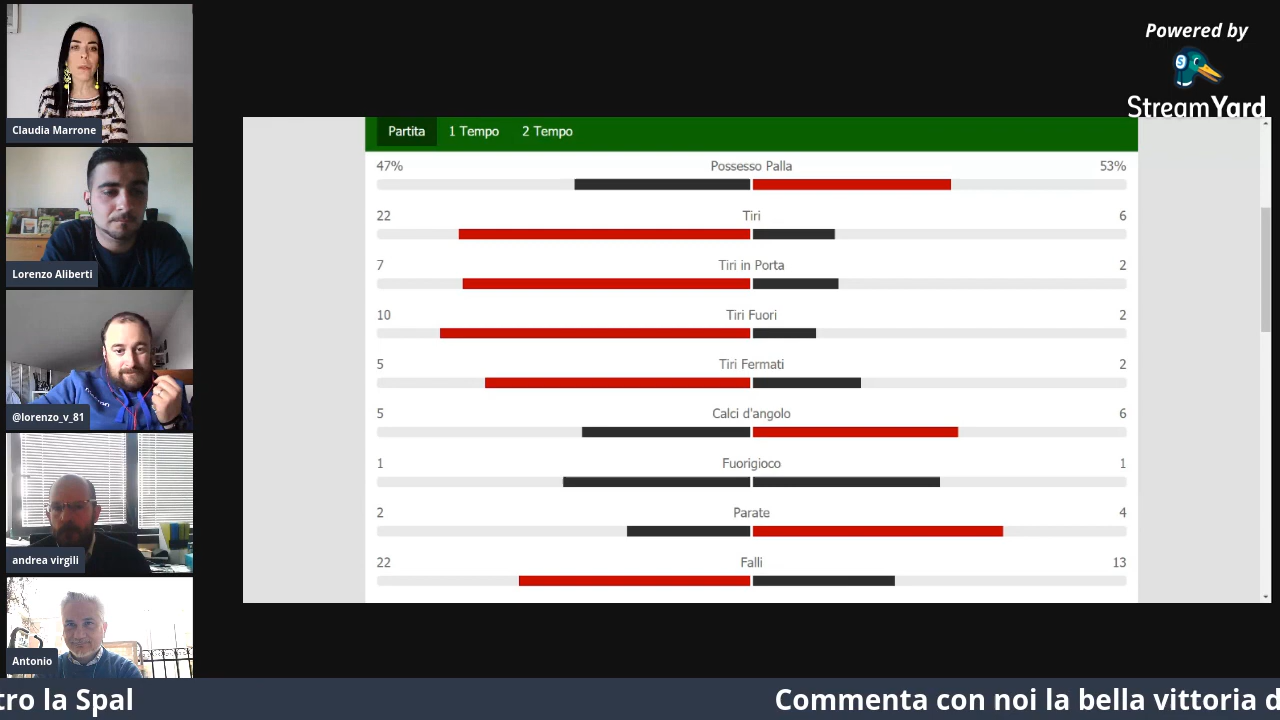 Claudia Marrone
Lorenzo Aliberti
@lorenzo_v_81
andrea virgili
Antonio
Powered by
StreamYard
Partita 1 Tempo 2 Tempo
47% Possesso Palla 53%
22 Tiri 6
7 Tiri in Porta 2
10 Tiri Fuori 2
5 Tiri Fermati 2
5 Calci d'angolo 6
1 Fuorigioco 1
2 Parate 4
22 Falli 13
tro la Spal Commenta con noi la bella vittoria d